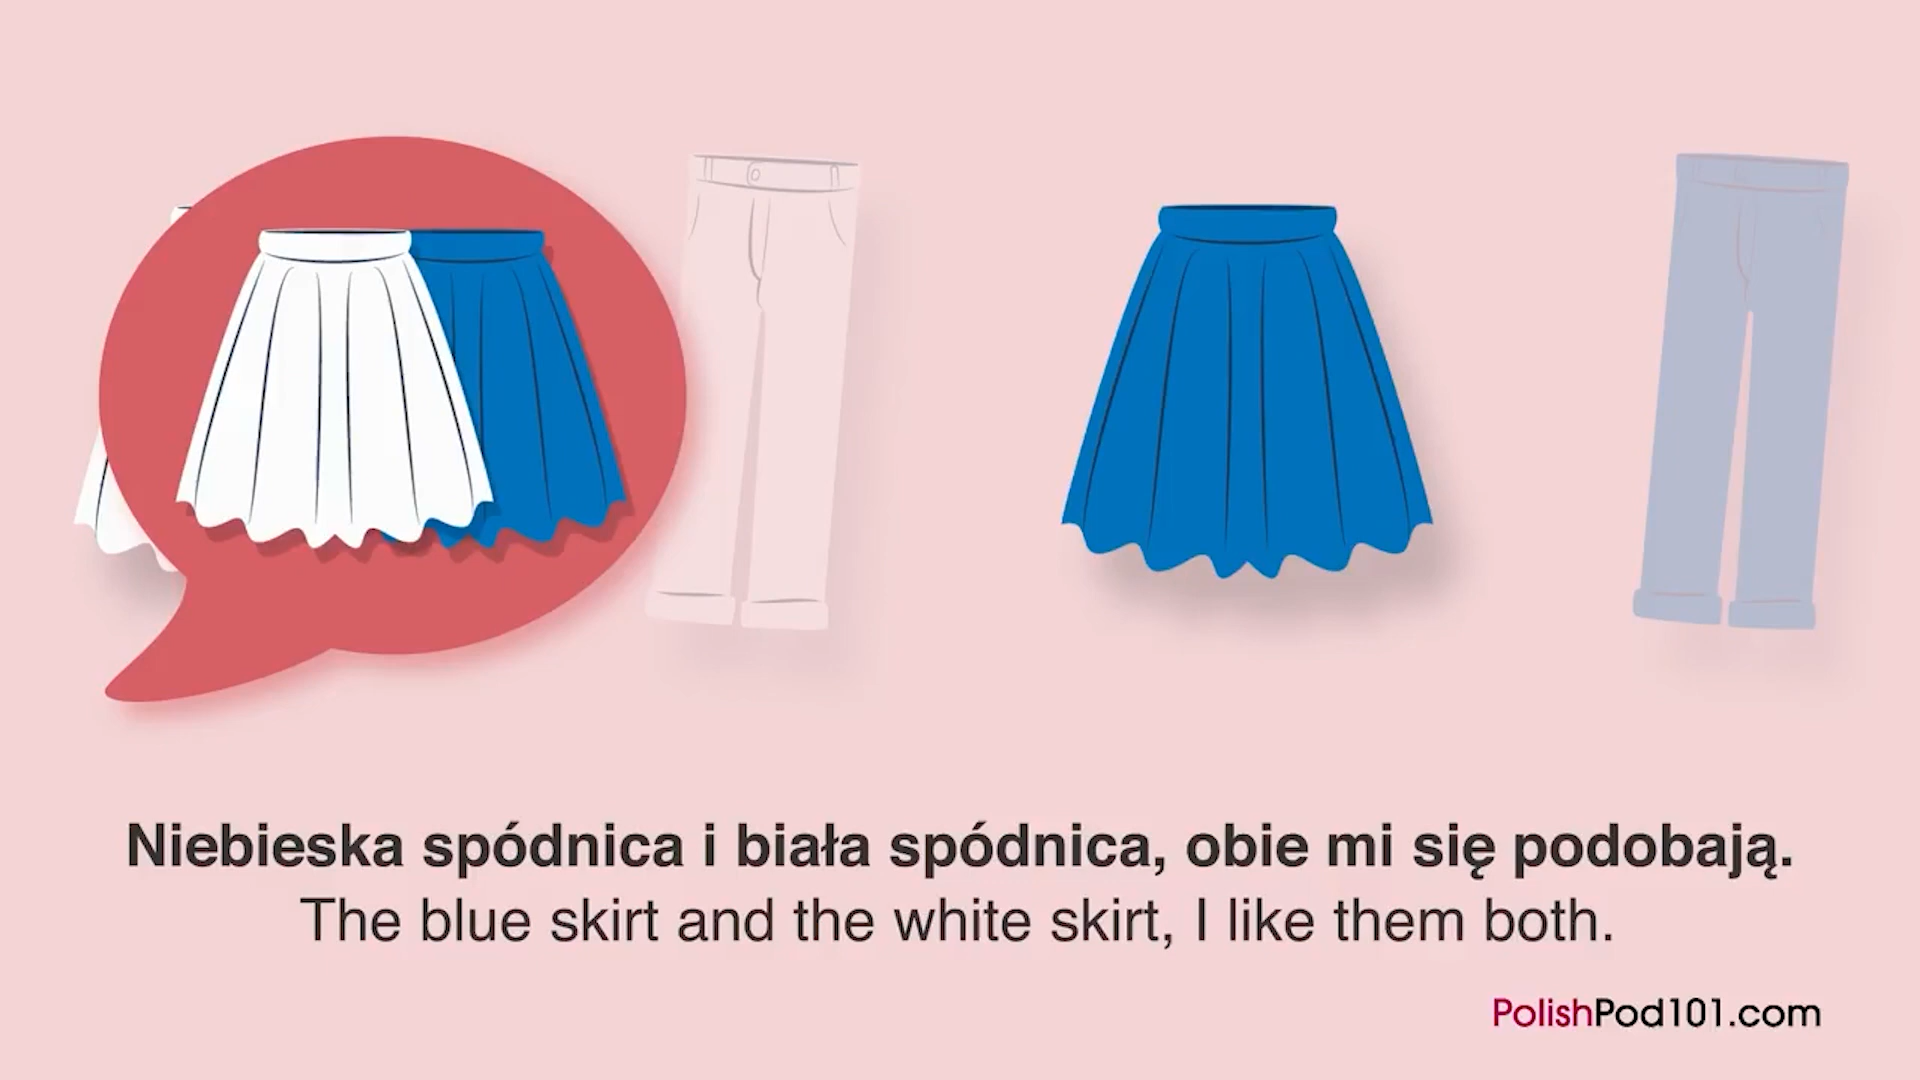 Niebieska spódnica i biała spódnica, obie mi się podobają.
The blue skirt and the white skirt, I like them both.
PolishPod101.com